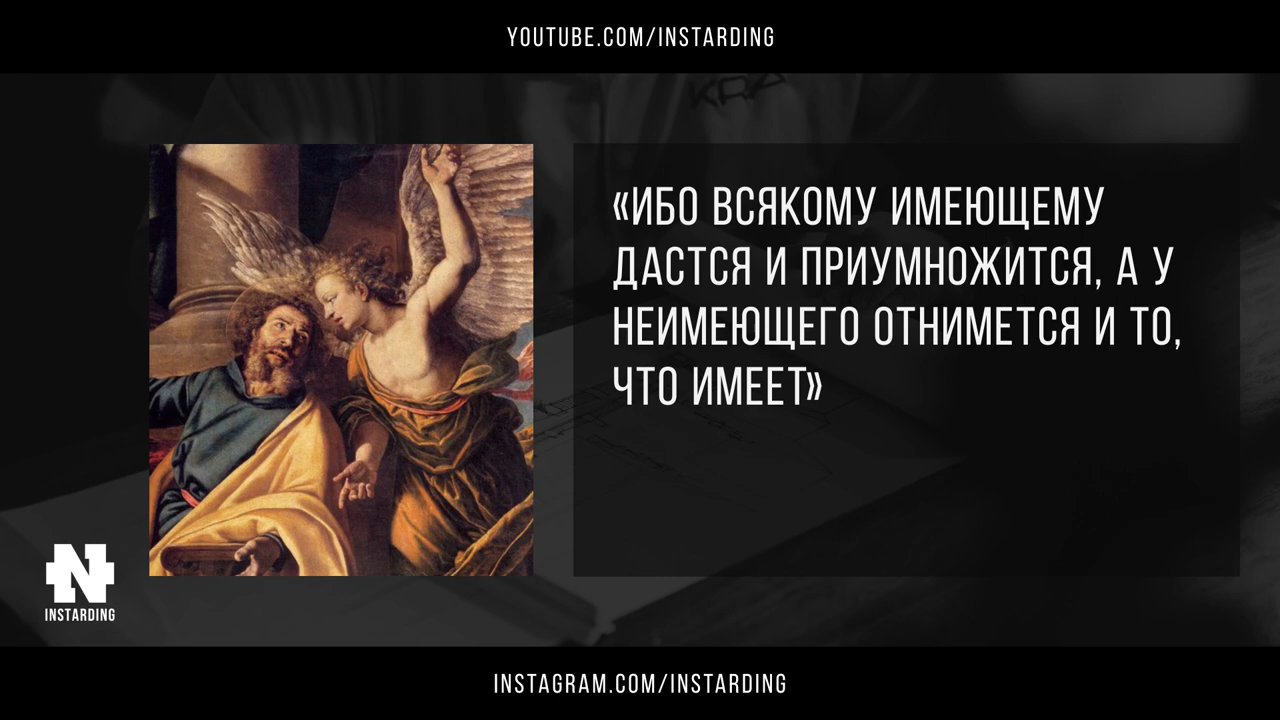 YOUTUBE.COM/INSTARDING
«ИБО ВСЯКОМУ ИМЕЮЩЕМУ
ДАСТСЯ И ПРИУМНОЖИТСЯ, А У
НЕИМЕЮЩЕГО ОТНИМЕТСЯ И ТО,
ЧТО ИМЕЕТ»
N
INSTARDING
INSTAGRAM.COM/INSTARDING